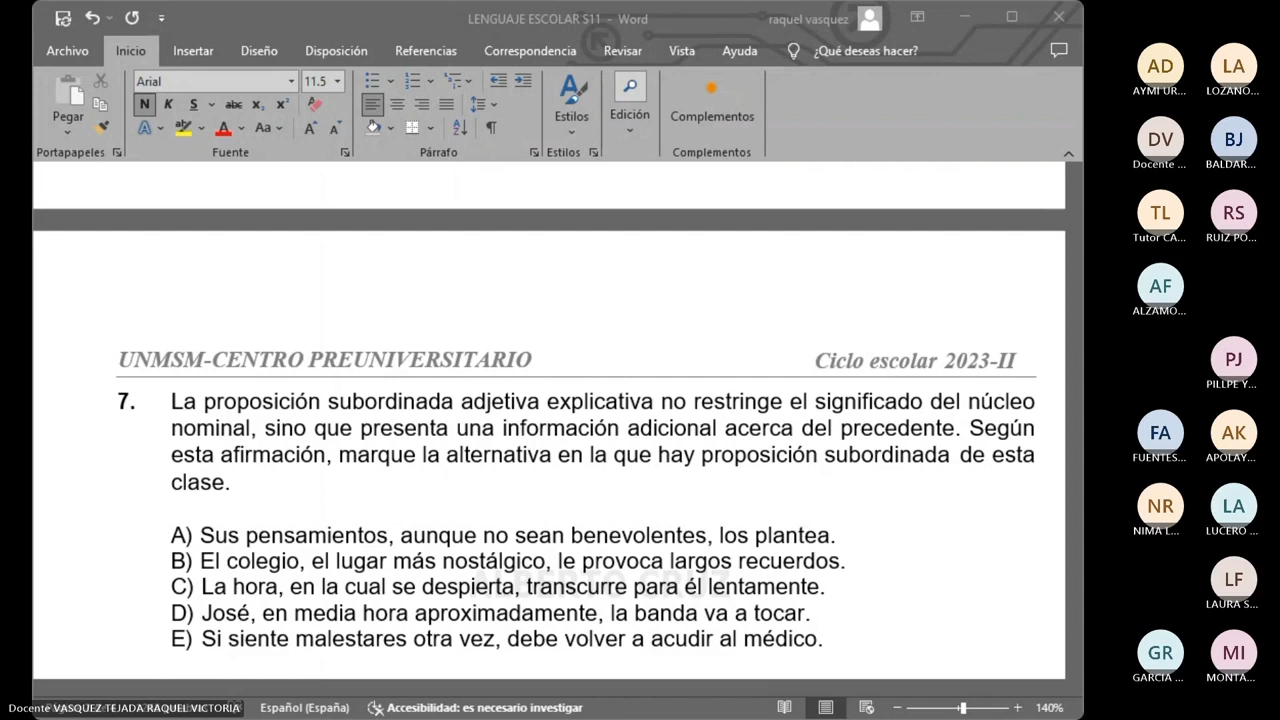 LENGUAJE ESCOLAR S11 - Word
raquel vasquez
Archivo Inicio Insertar Diseño Disposición Referencias Correspondencia Revisar Vista Ayuda ¿Qué deseas hacer?
Arial 11.5
N K S abc x₂ x²
A aby A Aa A A
Pegar
Estilos
Edición
Complementos
Portapapeles Fuente Párrafo Estilos Complementos
UNMSM-CENTRO PREUNIVERSITARIO Ciclo escolar 2023-II
7. La proposición subordinada adjetiva explicativa no restringe el significado del núcleo
nominal, sino que presenta una información adicional acerca del precedente. Según
esta afirmación, marque la alternativa en la que hay proposición subordinada de esta
clase.
A) Sus pensamientos, aunque no sean benevolentes, los plantea.
B) El colegio, el lugar más nostálgico, le provoca largos recuerdos.
C) La hora, en la cual se despierta, transcurre para él lentamente.
D) José, en media hora aproximadamente, la banda va a tocar.
E) Si siente malestares otra vez, debe volver a acudir al médico.
ALBERTO CRUZ
Docente VASQUEZ TEJADA RAQUEL VICTORIA
Español (España)
Accesibilidad: es necesario investigar
140%
AD LA
AYMI UR... LOZANO...
DV BJ
Docente ... BALDAR...
TL RS
Tutor CA... RUIZ PO...
AF
ALZAMO...
PJ
PILLPE Y...
FA AK
FUENTES... APOLAY...
NR LA
NIMA L... LUCERO ...
LF
LAURA S...
GR MI
GARCIA ... MONTA...